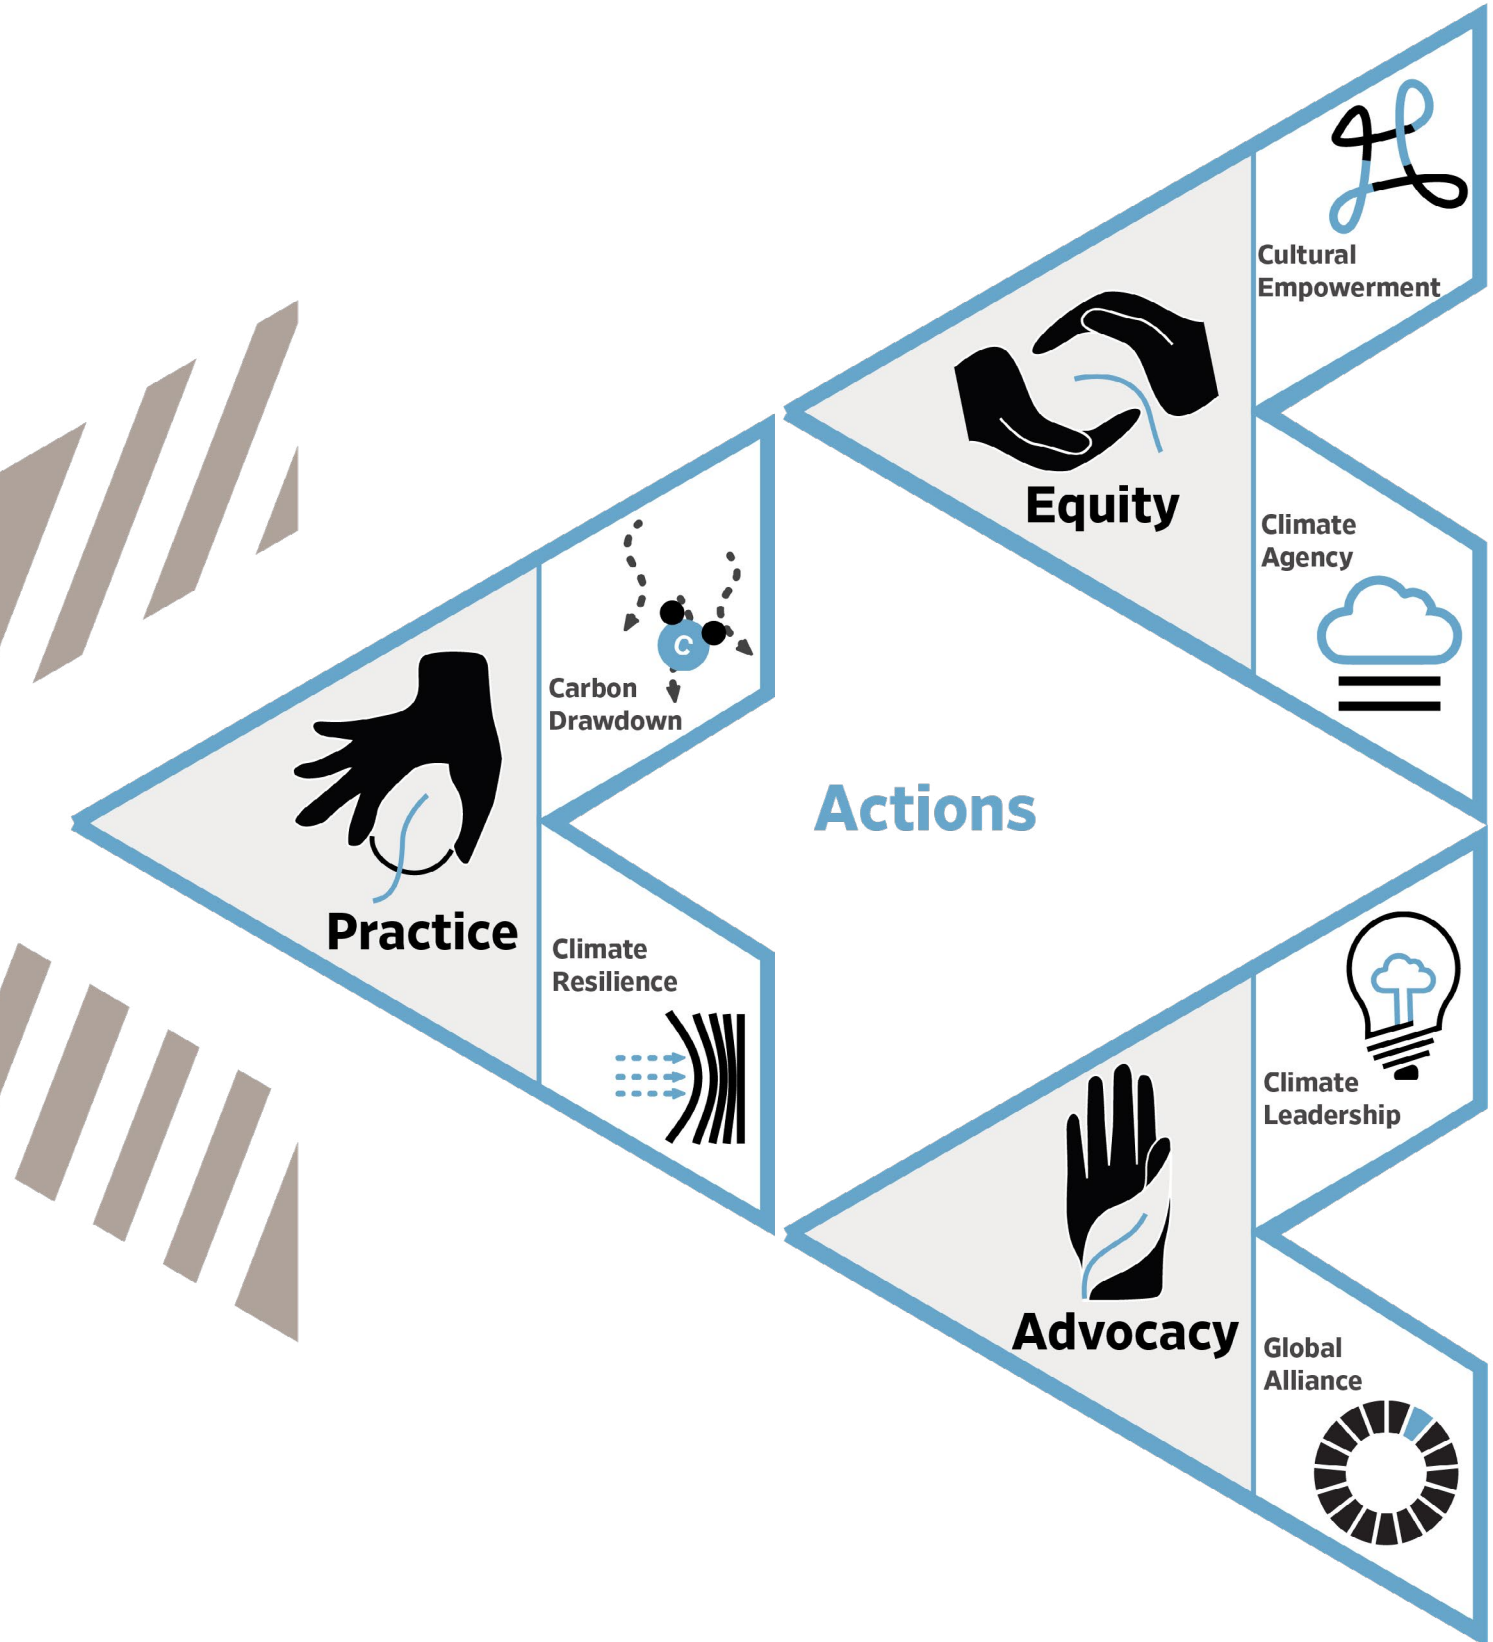 Cultural
Empowerment
Equity
Climate
Agency
C
Carbon
Drawdown
Actions
Practice
Climate
Resilience
Climate
Leadership
Advocacy
Global
Alliance